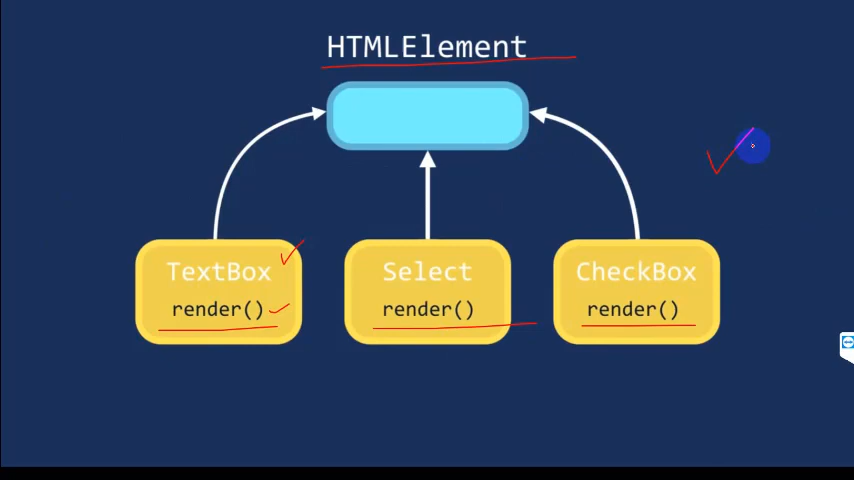 HTMLElement
TextBox
render()
Select
render()
CheckBox
render()